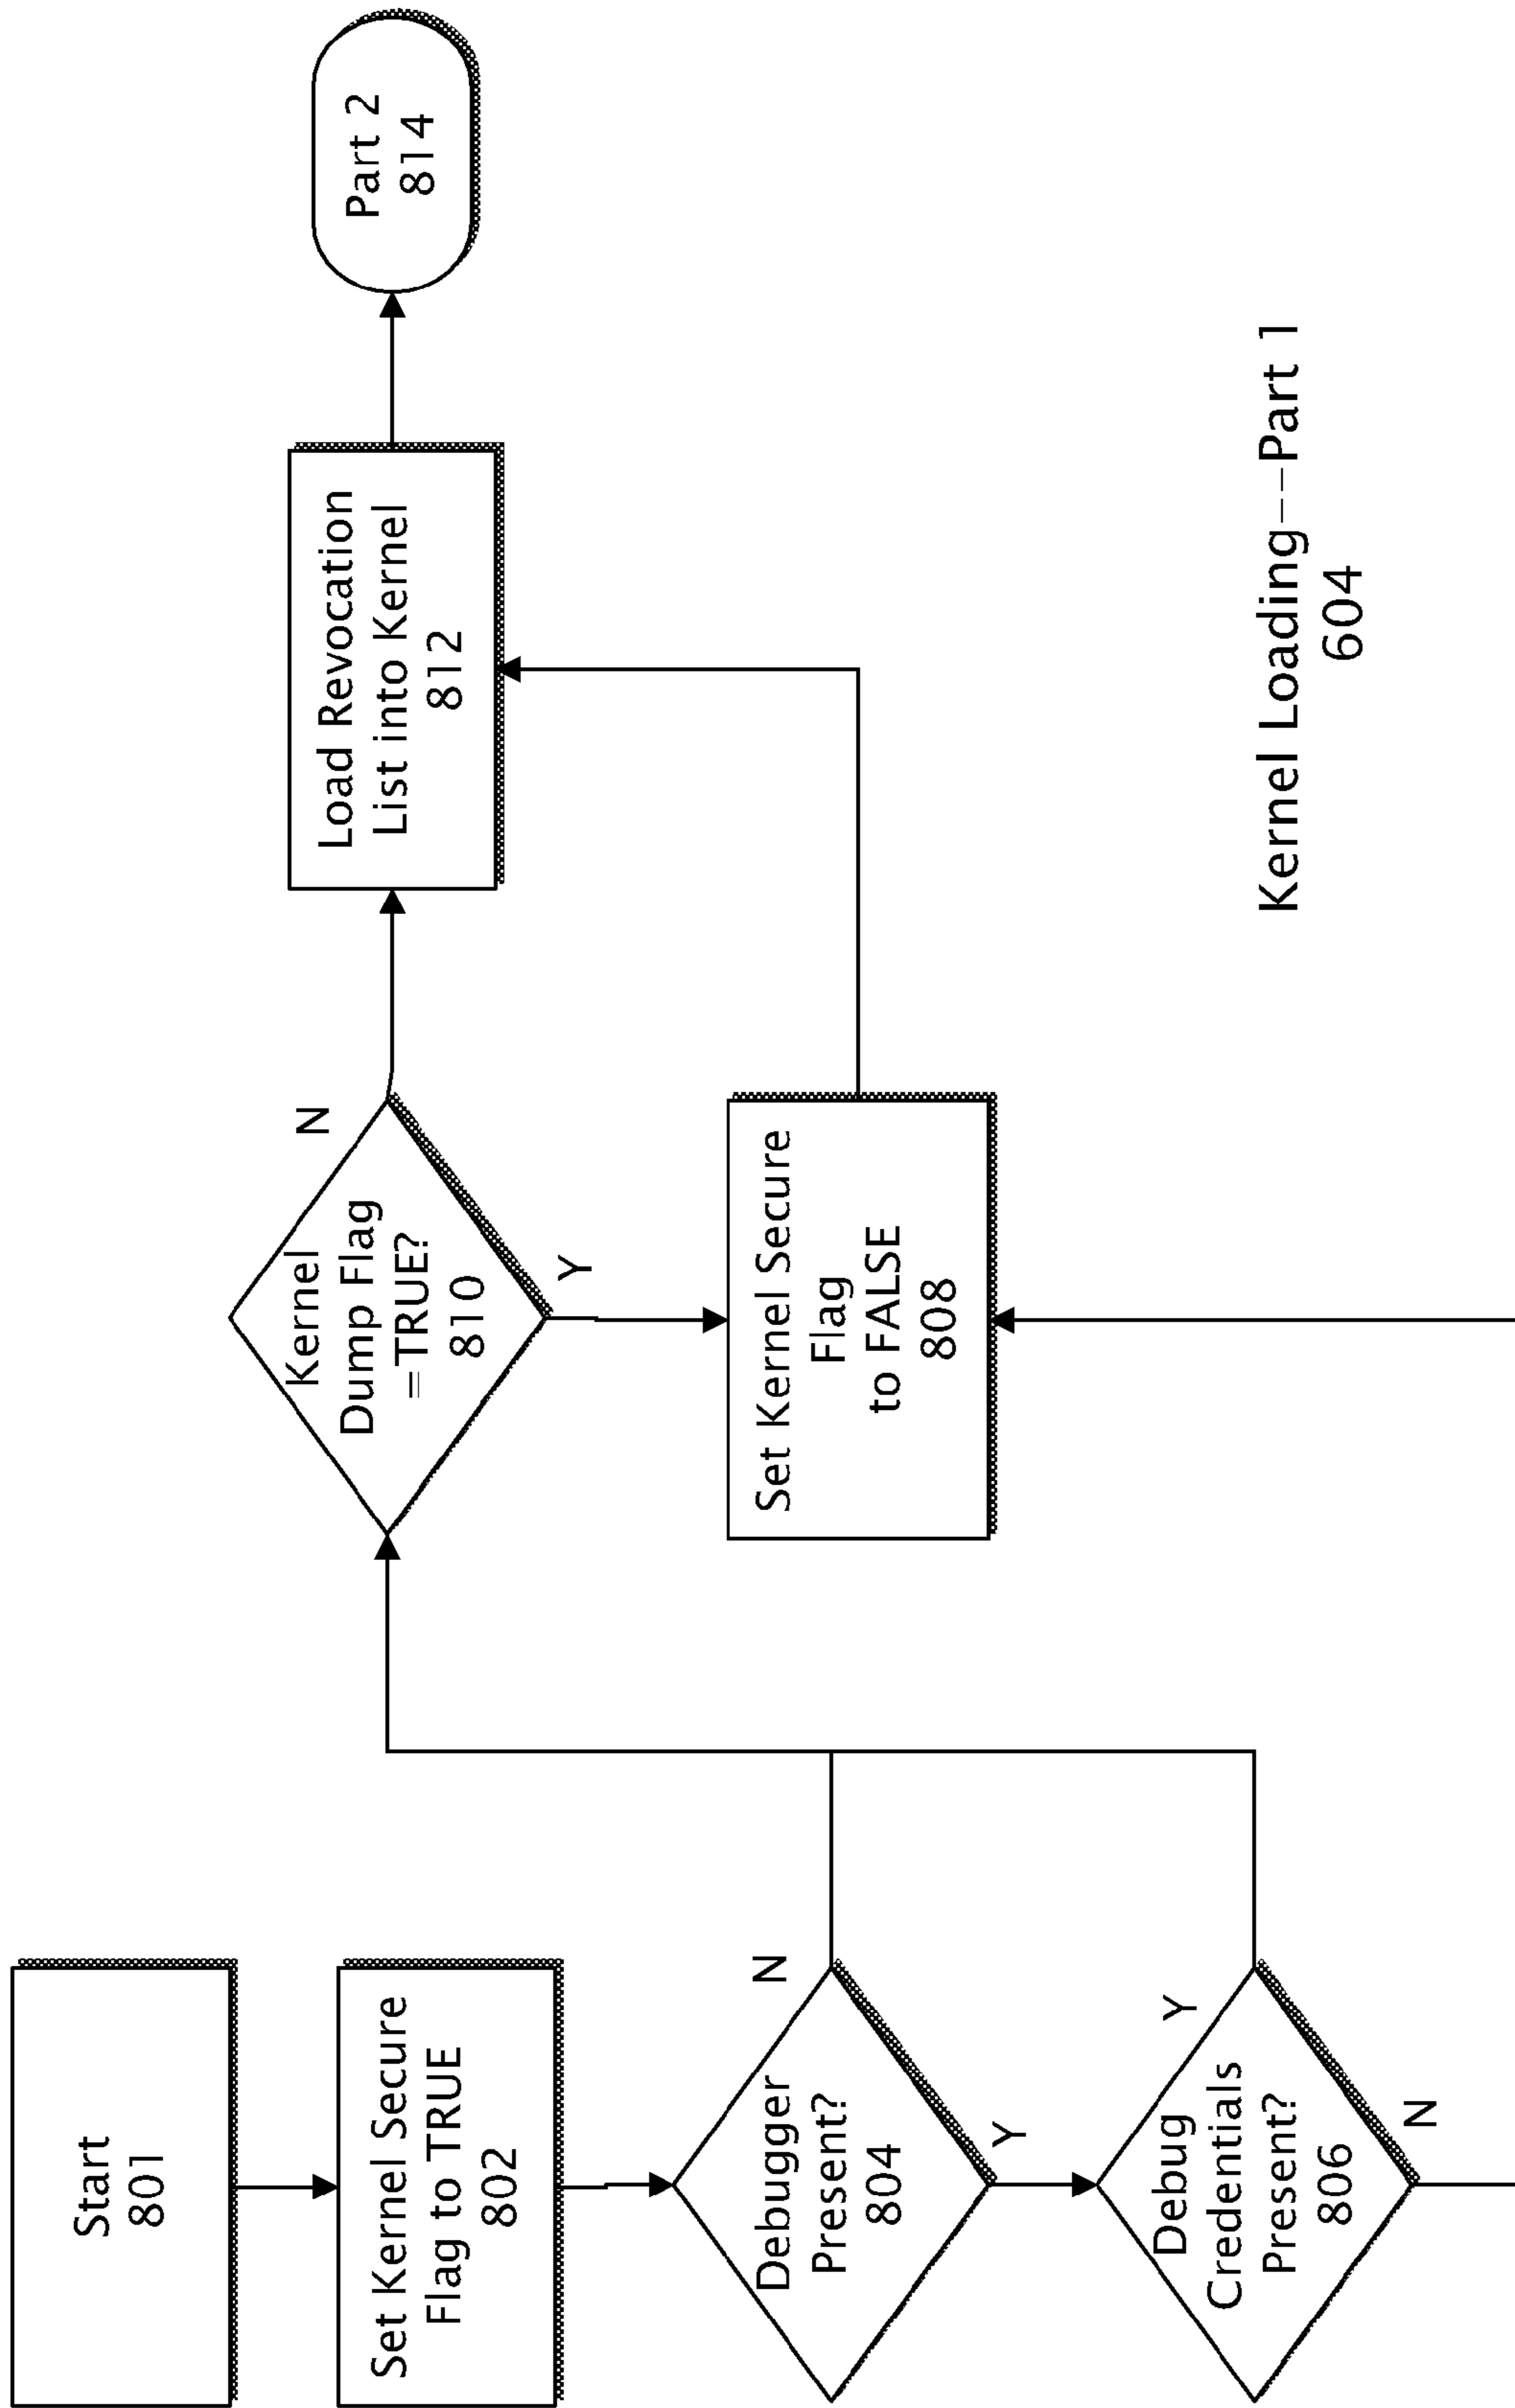 Start
801
Set Kernel Secure
Flag to TRUE
802
Debugger
Present?
804
N
Y
Debug
Credentials
Present?
806
Y
N
Kernel
Dump Flag
=TRUE?
810
N
Y
Set Kernel Secure
Flag
to FALSE
808
Load Revocation
List into Kernel
812
Part 2
814
Kernel Loading--Part 1
604